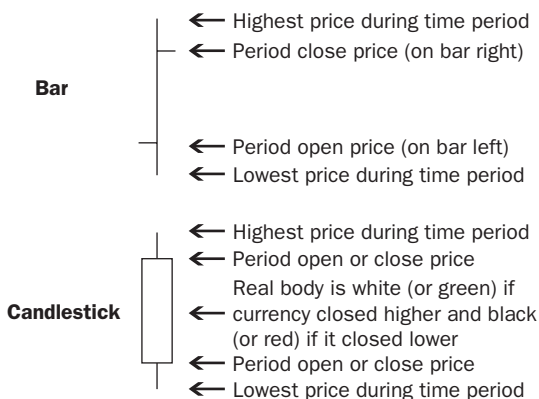 Highest price during time period
Period close price (on bar right)
Bar
Period open price (on bar left)
Lowest price during time period
Highest price during time period
Period open or close price
Real body is white (or green) if
Candlestick
currency closed higher and black
(or red) if it closed lower
Period open or close price
Lowest price during time period